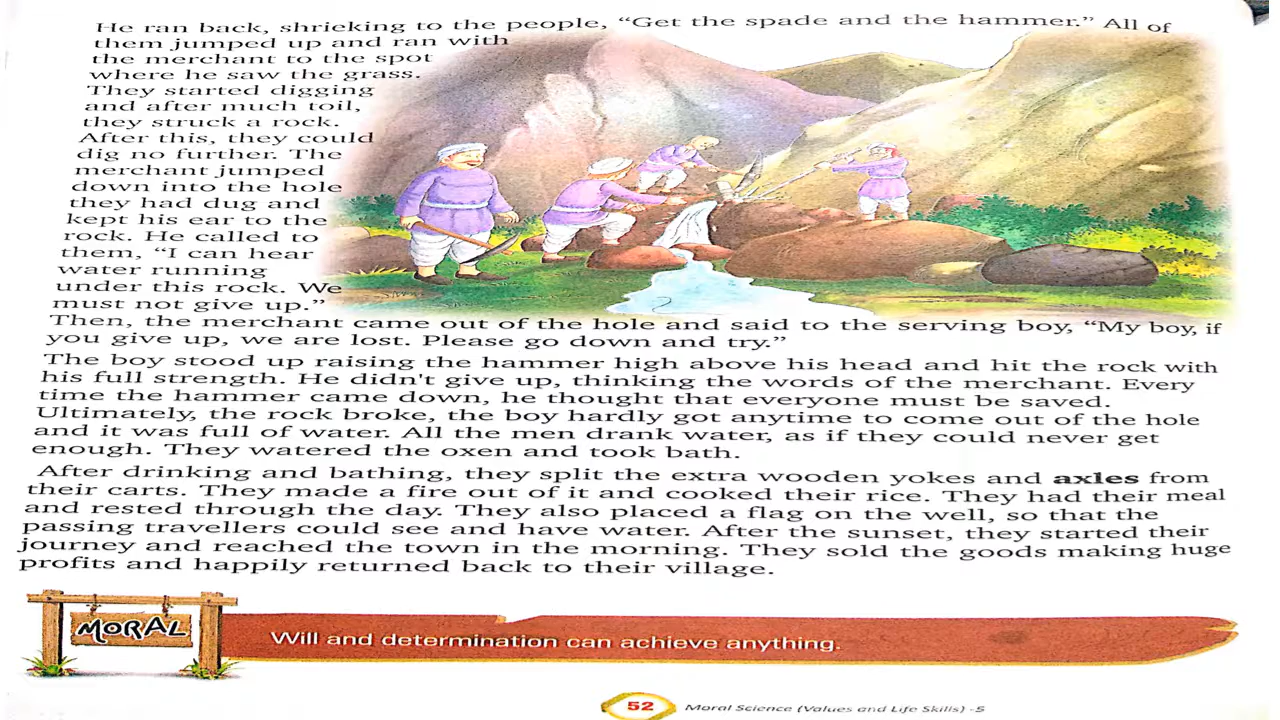 He ran back, shrieking to the people, “Get the spade and the hammer.” All of
them jumped up and ran with
the merchant to the spot
where he saw the grass.
They started digging
and after much toil,
they struck a rock.
After this, they could
dig no further. The
merchant jumped
down into the hole
they had dug and
kept his ear to the
rock. He called to
them, “I can hear
water running
under this rock. We
must not give up.”
Then, the merchant came out of the hole and said to the serving boy, “My boy, if
you give up, we are lost. Please go down and try.”
The boy stood up raising the hammer high above his head and hit the rock with
his full strength. He didn't give up, thinking the words of the merchant. Every
time the hammer came down, he thought that everyone must be saved.
Ultimately, the rock broke, the boy hardly got anytime to come out of the hole
and it was full of water. All the men drank water, as if they could never get
enough. They watered the oxen and took bath.
After drinking and bathing, they split the extra wooden yokes and axles from
their carts. They made a fire out of it and cooked their rice. They had their meal
and rested through the day. They also placed a flag on the well, so that the
passing travellers could see and have water. After the sunset, they started their
journey and reached the town in the morning. They sold the goods making huge
profits and happily returned back to their village.
MORAL
Will and determination can achieve anything.
52 Moral Science (Values and Life Skills) -5